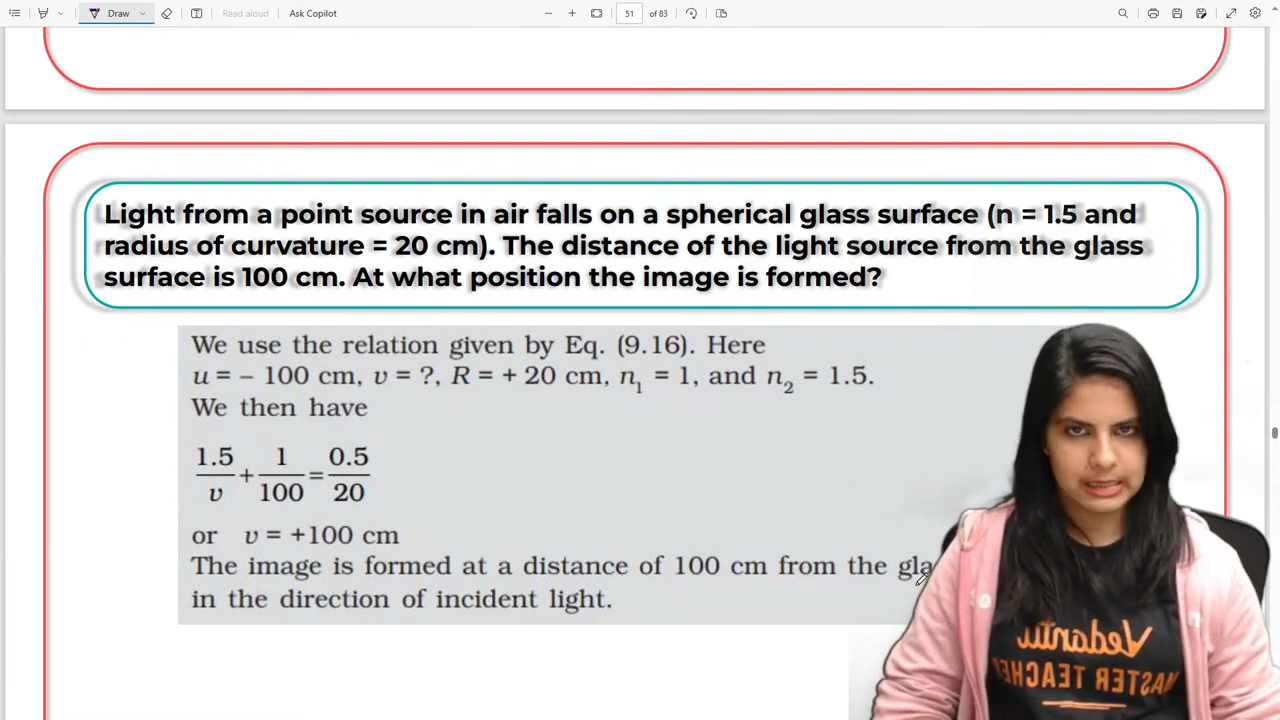 Draw
Read aloud
Ask Copilot
51
of 83
Light from a point source in air falls on a spherical glass surface (n = 1.5 and
radius of curvature = 20 cm). The distance of the light source from the glass
surface is 100 cm. At what position the image is formed?
We use the relation given by Eq. (9.16). Here
u = – 100 cm, v = ?, R = + 20 cm, n₁ = 1, and n₂ = 1.5.
We then have
1.5/v + 1/100 = 0.5/20
or v = +100 cm
The image is formed at a distance of 100 cm from the
in the direction of incident light.
Vedantu
MASTER TEACHER